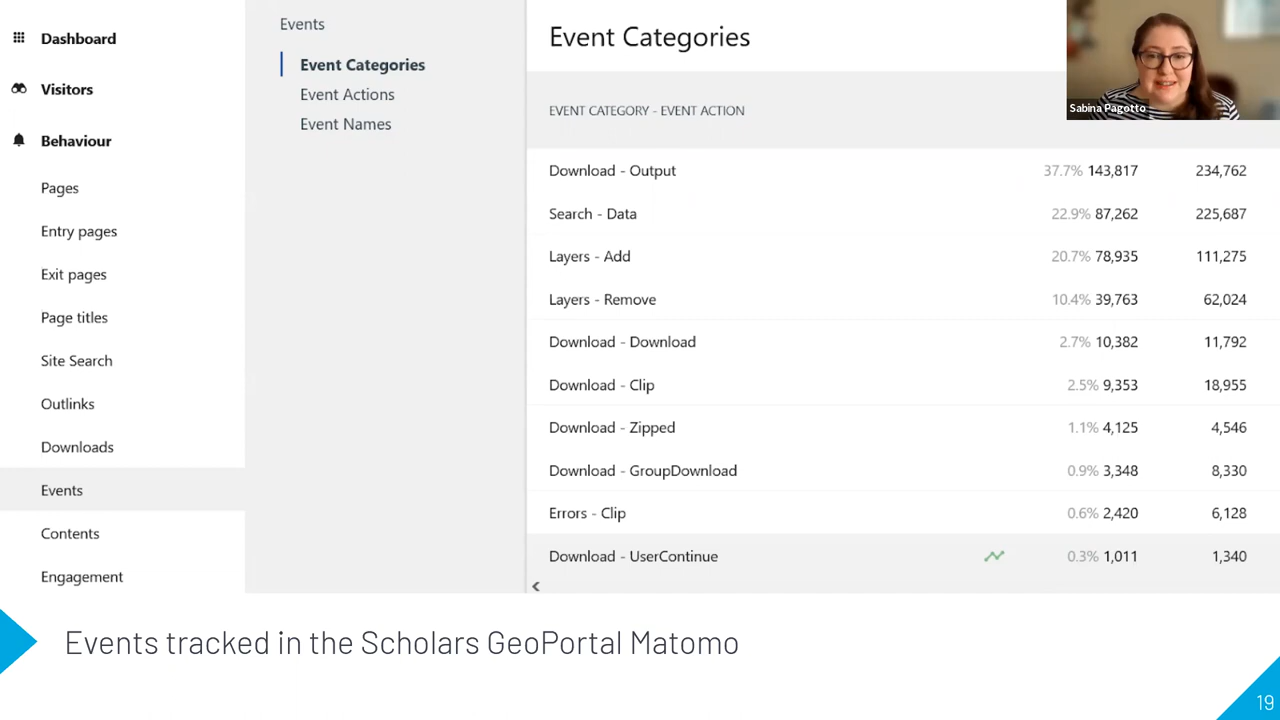 Dashboard
Visitors
Behaviour
Pages
Entry pages
Exit pages
Page titles
Site Search
Outlinks
Downloads
Events
Contents
Engagement
Events
Event Categories
Event Actions
Event Names
Event Categories
EVENT CATEGORY - EVENT ACTION
Download - Output 37.7% 143,817 234,762
Search - Data 22.9% 87,262 225,687
Layers - Add 20.7% 78,935 111,275
Layers - Remove 10.4% 39,763 62,024
Download - Download 2.7% 10,382 11,792
Download - Clip 2.5% 9,353 18,955
Download - Zipped 1.1% 4,125 4,546
Download - GroupDownload 0.9% 3,348 8,330
Errors - Clip 0.6% 2,420 6,128
Download - UserContinue 0.3% 1,011 1,340
Sabina Pagotto
Events tracked in the Scholars GeoPortal Matomo
19